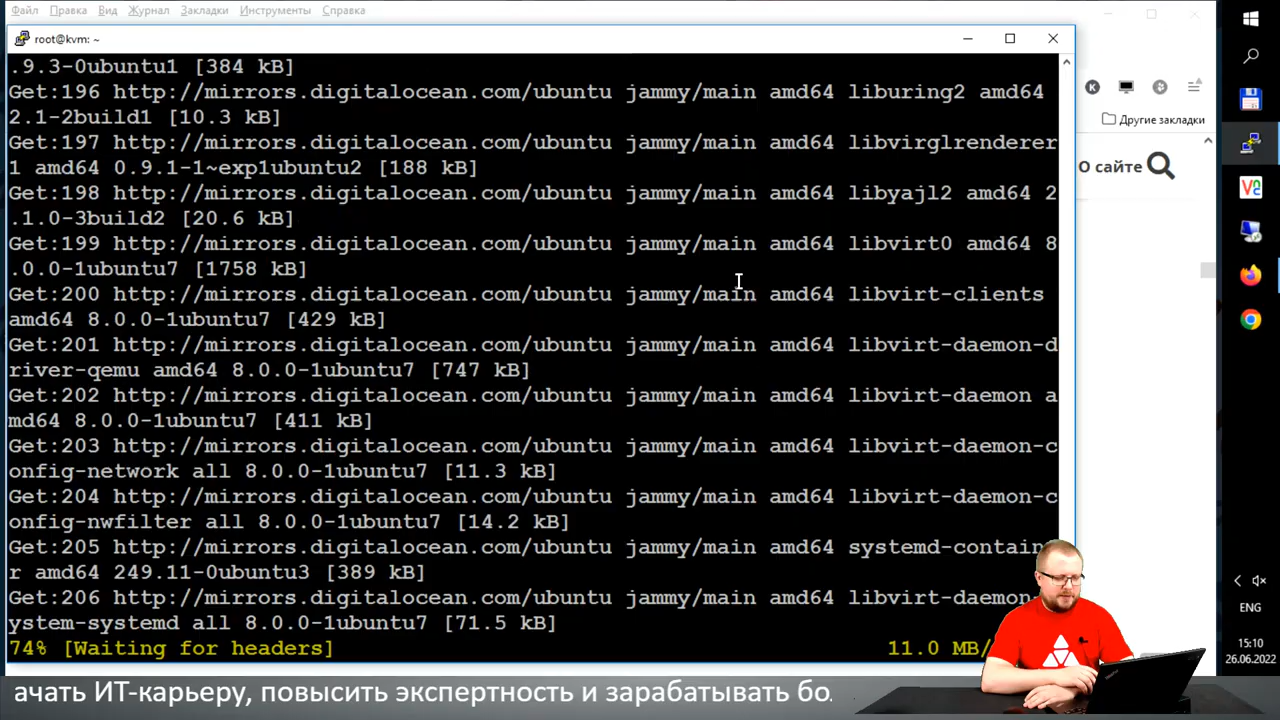 Файл Правка Вид Журнал Закладки Инструменты Справка
root@kvm: ~
.9.3-0ubuntu1 [384 kB]
Get:196 http://mirrors.digitalocean.com/ubuntu jammy/main amd64 liburing2 amd64
2.1-2build1 [10.3 kB]
Get:197 http://mirrors.digitalocean.com/ubuntu jammy/main amd64 libvirglrenderer
1 amd64 0.9.1-1~exp1ubuntu2 [188 kB]
Get:198 http://mirrors.digitalocean.com/ubuntu jammy/main amd64 libyajl2 amd64 2
.1.0-3build2 [20.6 kB]
Get:199 http://mirrors.digitalocean.com/ubuntu jammy/main amd64 libvirt0 amd64 8
.0.0-1ubuntu7 [1758 kB]
Get:200 http://mirrors.digitalocean.com/ubuntu jammy/main amd64 libvirt-clients
amd64 8.0.0-1ubuntu7 [429 kB]
Get:201 http://mirrors.digitalocean.com/ubuntu jammy/main amd64 libvirt-daemon-d
river-qemu amd64 8.0.0-1ubuntu7 [747 kB]
Get:202 http://mirrors.digitalocean.com/ubuntu jammy/main amd64 libvirt-daemon a
md64 8.0.0-1ubuntu7 [411 kB]
Get:203 http://mirrors.digitalocean.com/ubuntu jammy/main amd64 libvirt-daemon-c
onfig-network all 8.0.0-1ubuntu7 [11.3 kB]
Get:204 http://mirrors.digitalocean.com/ubuntu jammy/main amd64 libvirt-daemon-c
onfig-nwfilter all 8.0.0-1ubuntu7 [14.2 kB]
Get:205 http://mirrors.digitalocean.com/ubuntu jammy/main amd64 systemd-contain
r amd64 249.11-0ubuntu3 [389 kB]
Get:206 http://mirrors.digitalocean.com/ubuntu jammy/main amd64 libvirt-daemon-
ystem-systemd all 8.0.0-1ubuntu7 [71.5 kB]
74% [Waiting for headers] 11.0 MB/
K
Другие закладки
О сайте
ENG
15:10
26.06.2022
ачать ИТ-карьеру, повысить экспертность и зарабатывать бо